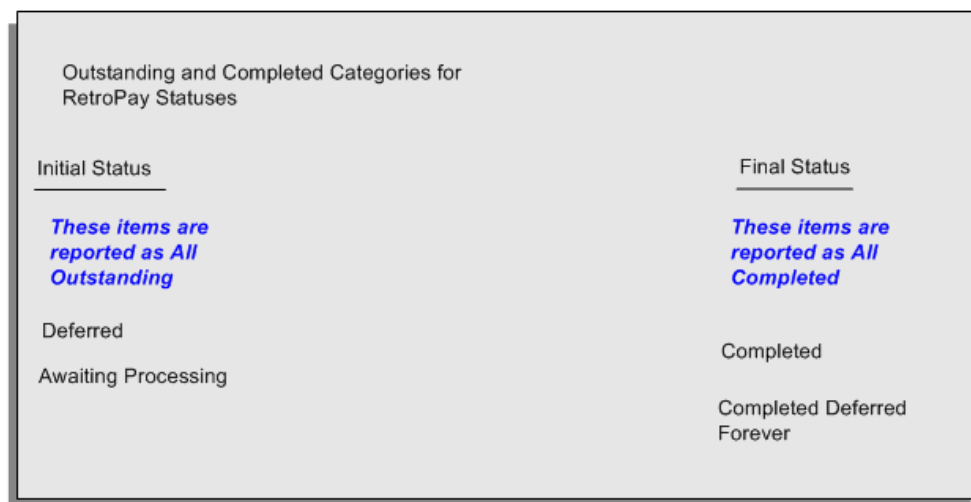 Outstanding and Completed Categories for
RetroPay Statuses
Initial Status
These items are
reported as All
Outstanding
Deferred
Awaiting Processing
Final Status
These items are
reported as All
Completed
Completed
Completed Deferred
Forever